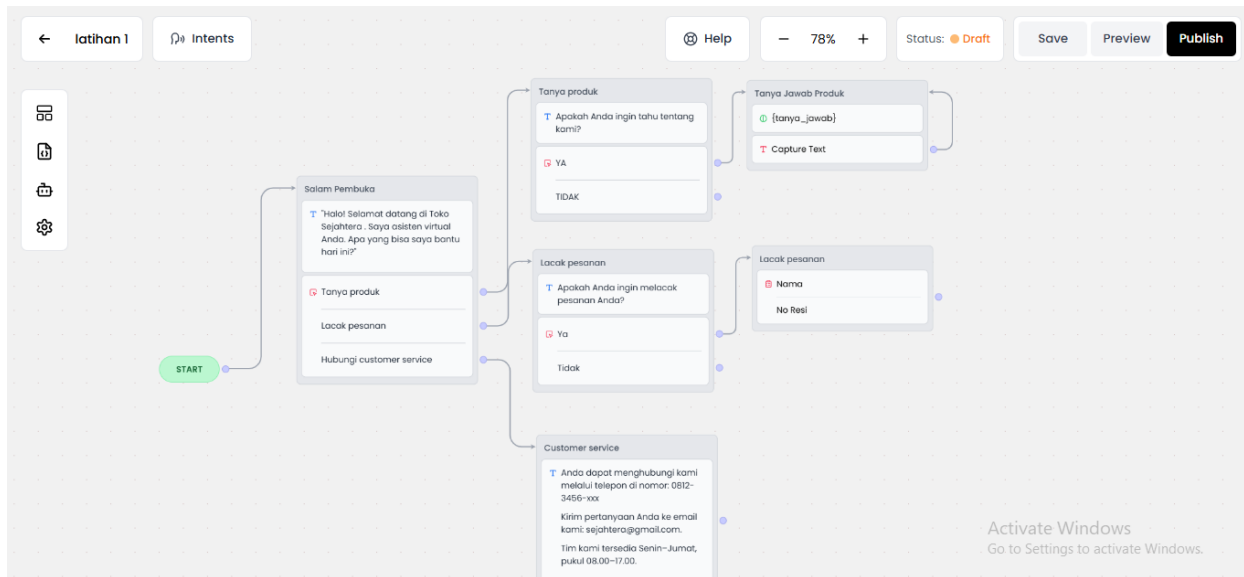 latihan 1
Intents
Help
78%
Status: Draft
Save
Preview
Publish
Salam Pembuka
"Halo! Selamat datang di Toko
Sejahtera . Saya asisten virtual
Anda. Apa yang bisa saya bantu
hari ini?"
Tanya produk
Lacak pesanan
Hubungi customer service
START
Tanya produk
Apakah Anda ingin tahu tentang
kami?
YA
TIDAK
Tanya Jawab Produk
{tanya_jawab}
Capture Text
Lacak pesanan
Apakah Anda ingin melacak
pesanan Anda?
Ya
Tidak
Lacak pesanan
Nama
No Resi
Customer service
Anda dapat menghubungi kami
melalui telepon di nomor: 0812-
3456-xxx
Kirim pertanyaan Anda ke email
kami: sejahtera@gmail.com.
Tim kami tersedia Senin–Jumat,
pukul 08.00–17.00.
Activate Windows
Go to Settings to activate Windows.